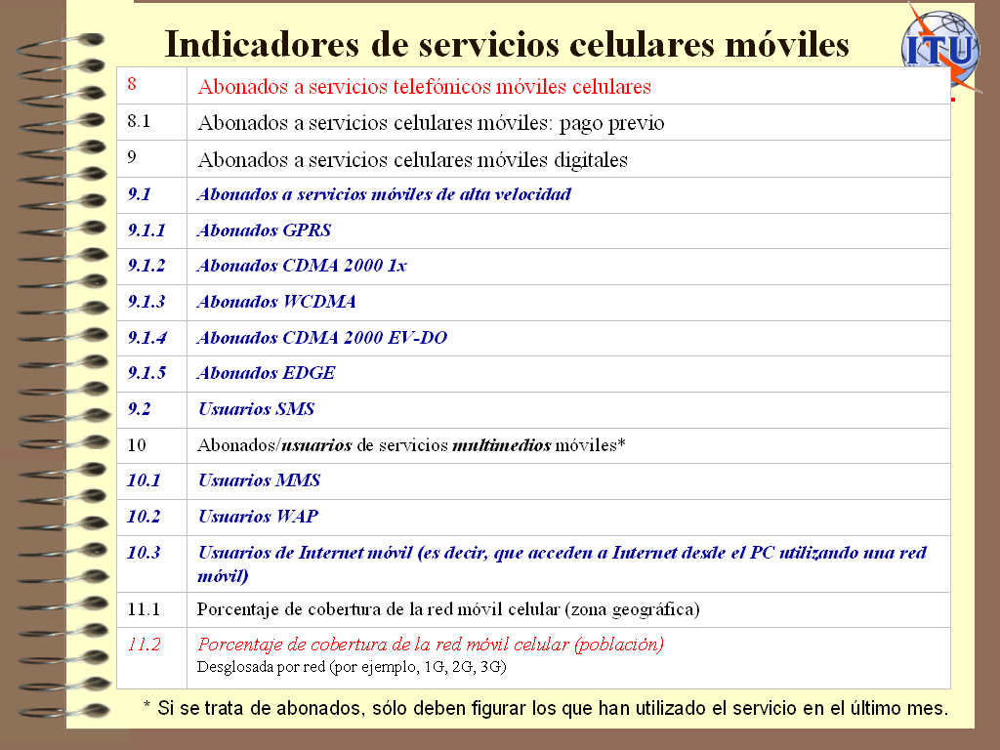 Indicadores de servicios celulares móviles
ITU
8 Abonados a servicios telefónicos móviles celulares
8.1 Abonados a servicios celulares móviles: pago previo
9 Abonados a servicios celulares móviles digitales
9.1 Abonados a servicios móviles de alta velocidad
9.1.1 Abonados GPRS
9.1.2 Abonados CDMA 2000 1x
9.1.3 Abonados WCDMA
9.1.4 Abonados CDMA 2000 EV-DO
9.1.5 Abonados EDGE
9.2 Usuarios SMS
10 Abonados/usuarios de servicios multimedios móviles*
10.1 Usuarios MMS
10.2 Usuarios WAP
10.3 Usuarios de Internet móvil (es decir, que acceden a Internet desde el PC utilizando una red
móvil)
11.1 Porcentaje de cobertura de la red móvil celular (zona geográfica)
11.2 Porcentaje de cobertura de la red móvil celular (población)
Desglosada por red (por ejemplo, 1G, 2G, 3G)
* Si se trata de abonados, sólo deben figurar los que han utilizado el servicio en el último mes.